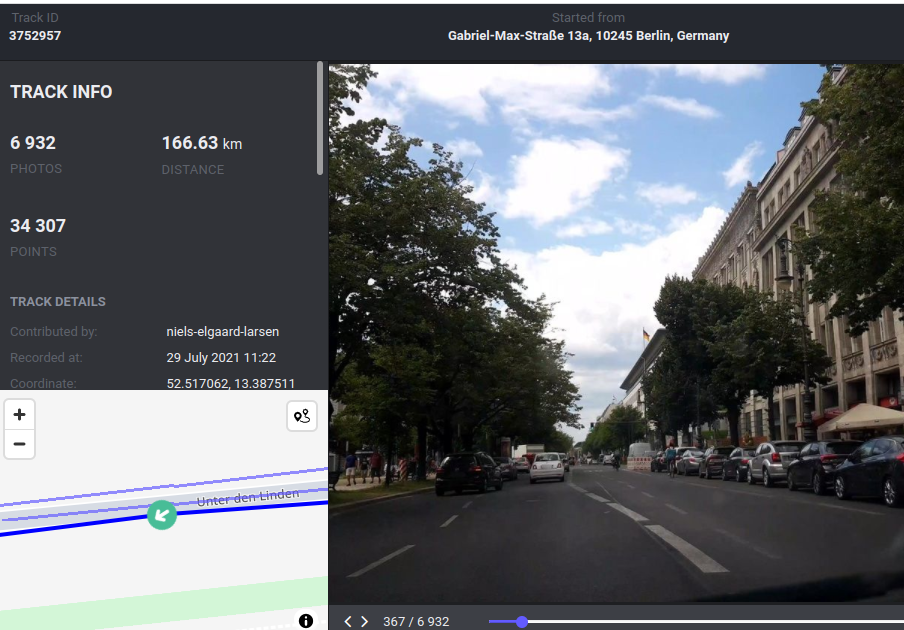 Track ID
3752957
Started from
Gabriel-Max-Straße 13a, 10245 Berlin, Germany
TRACK INFO
6 932
PHOTOS
166.63 km
DISTANCE
34 307
POINTS
TRACK DETAILS
Contributed by: niels-elgaard-larsen
Recorded at: 29 July 2021 11:22
Coordinate: 52.517062, 13.387511
+
−
Unter den Linden
367 / 6 932